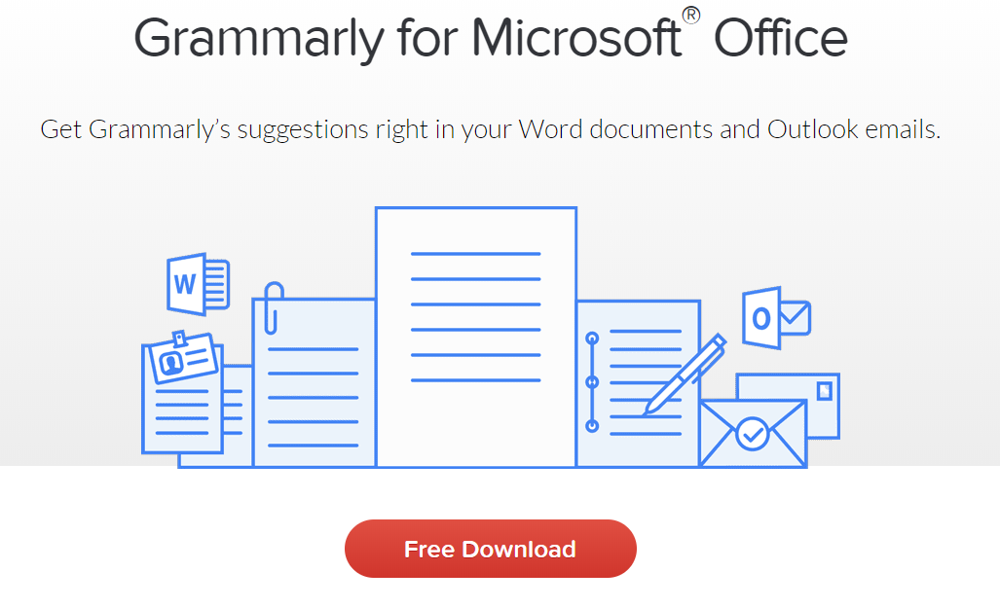 Grammarly for Microsoft® Office
Get Grammarly’s suggestions right in your Word documents and Outlook emails.
W
O
Free Download